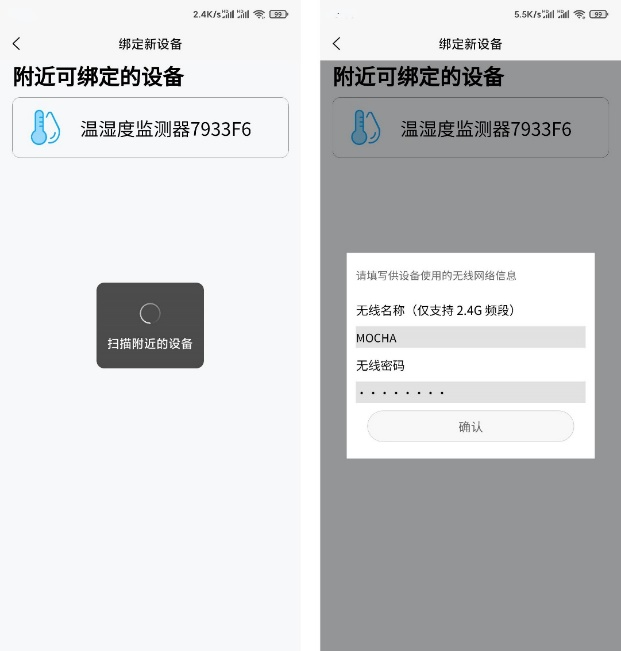 2.4K/s
99
绑定新设备
附近可绑定的设备
温湿度监测器7933F6
扫描附近的设备
5.5K/s
99
绑定新设备
附近可绑定的设备
温湿度监测器7933F6
请填写供设备使用的无线网络信息
无线名称（仅支持 2.4G 频段）
MOCHA
无线密码
········
确认